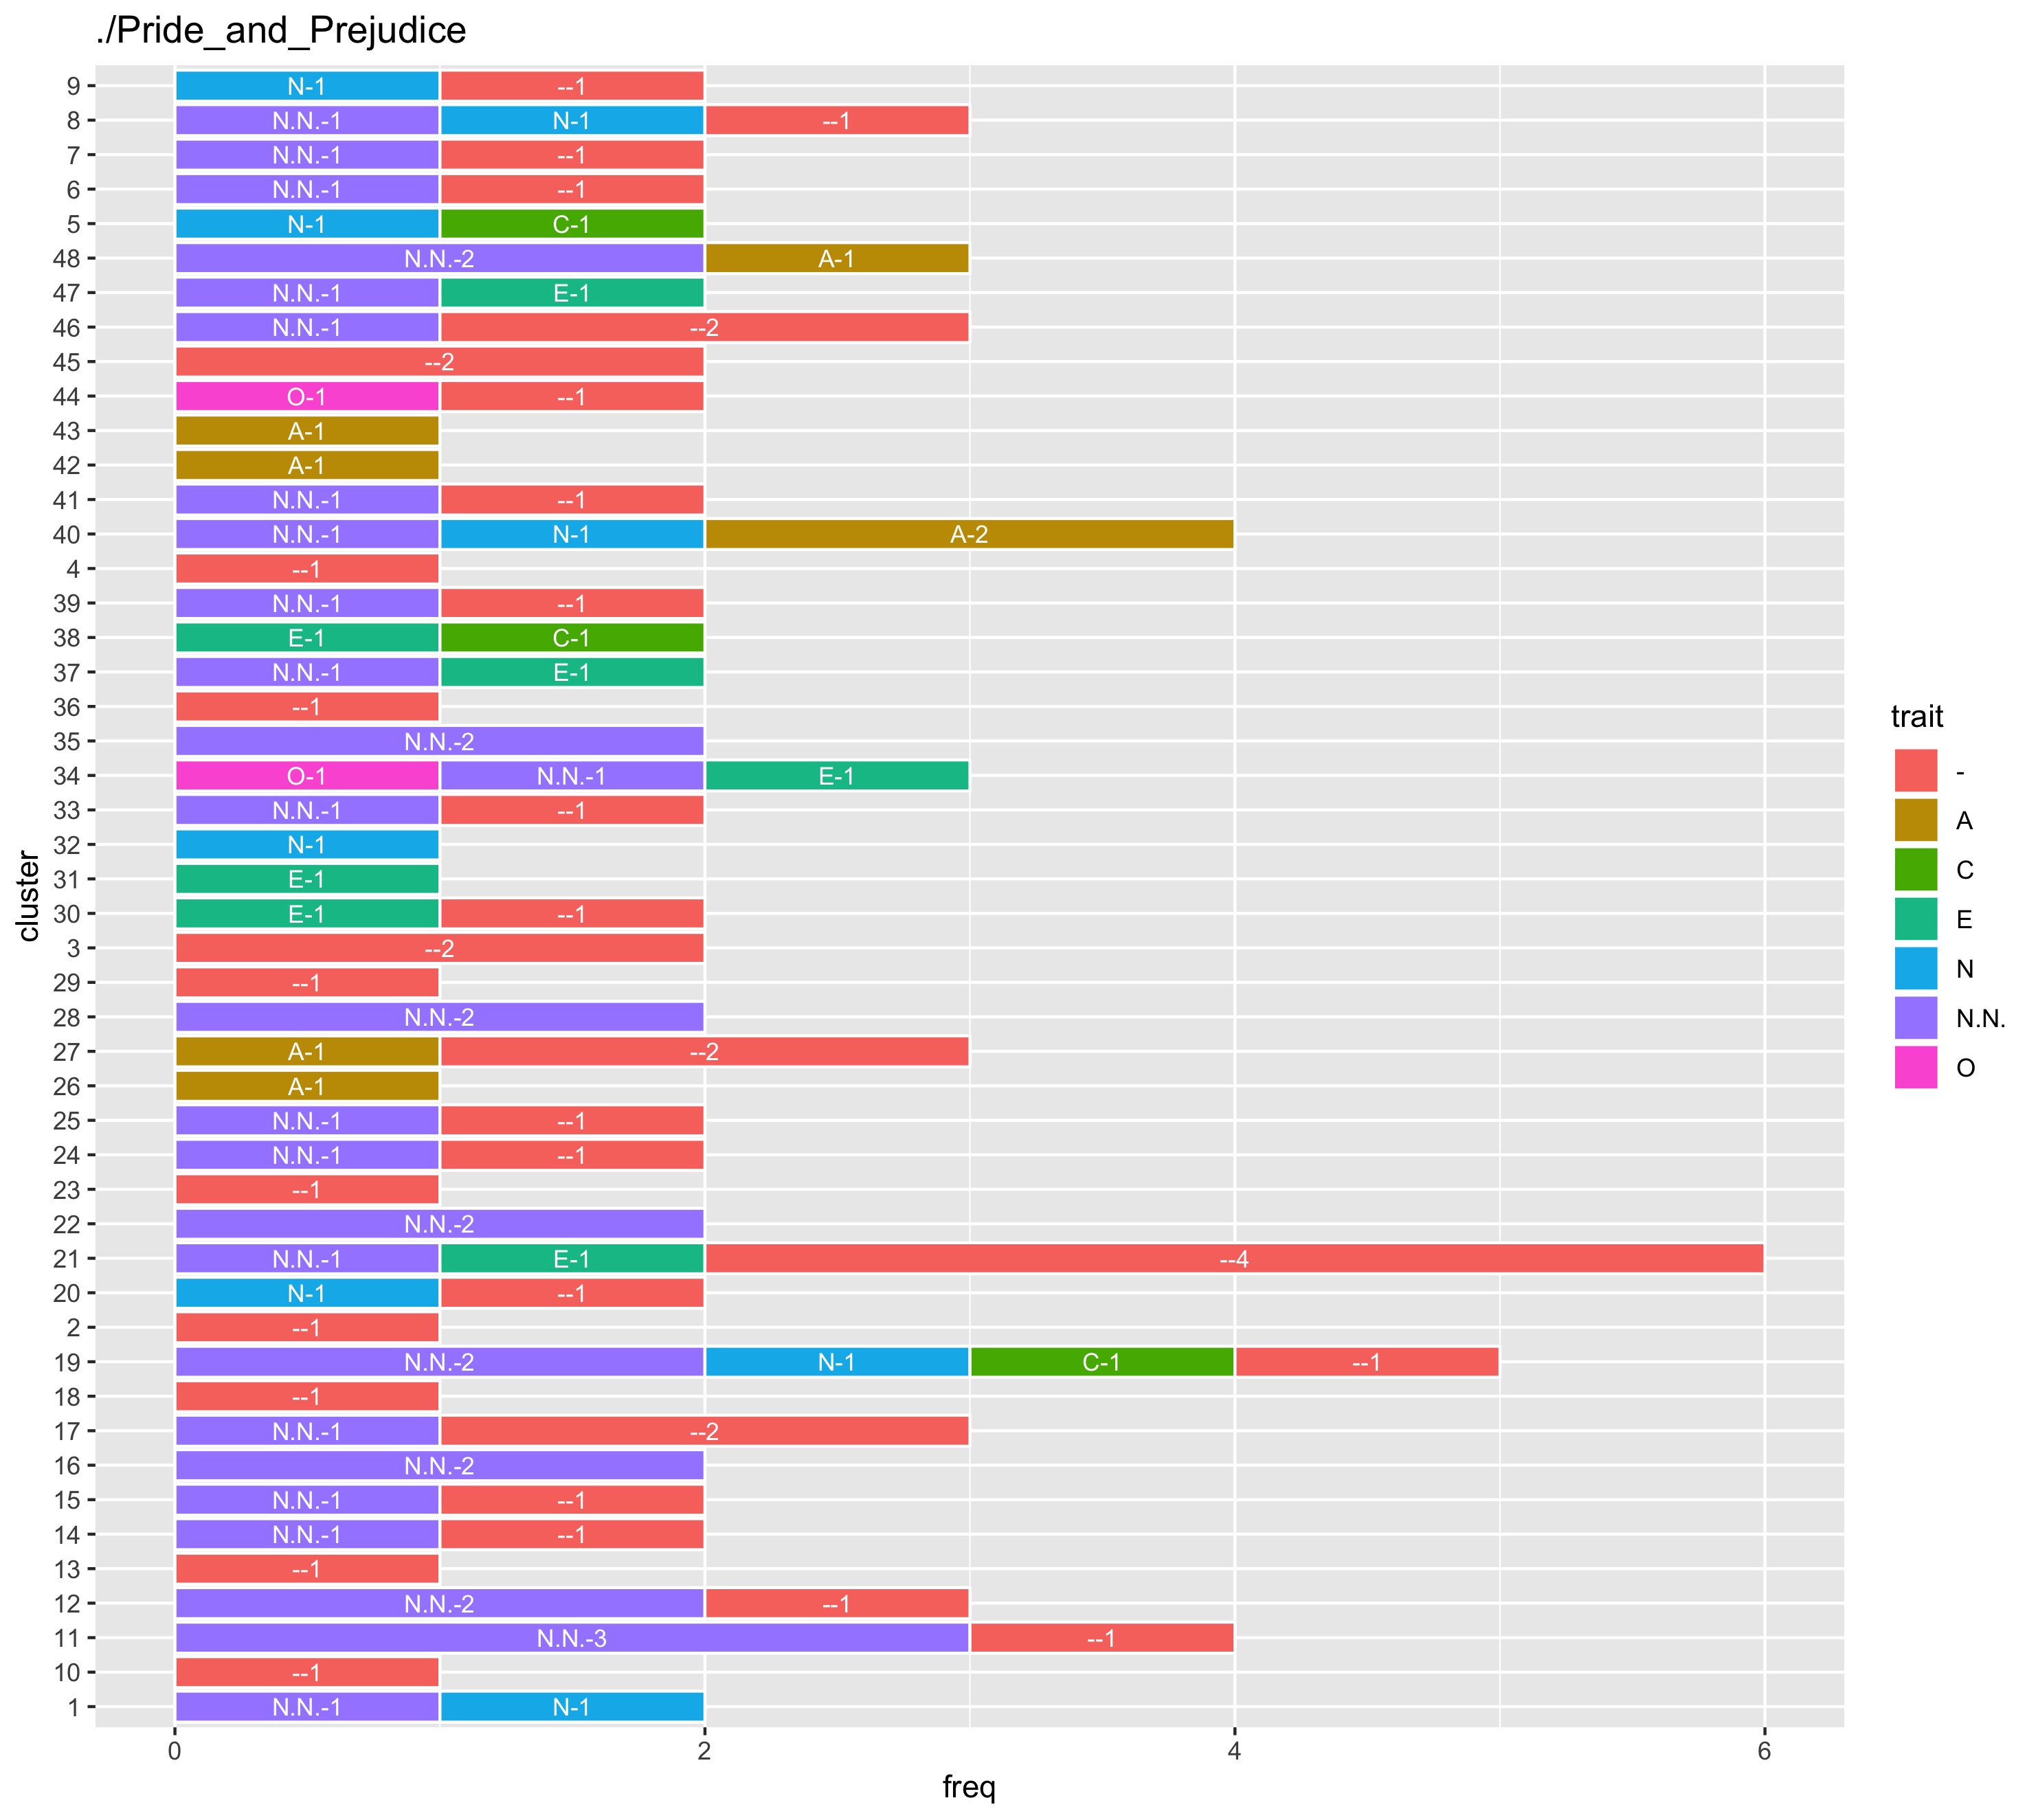 ./Pride_and_Prejudice
9 N-1 --1
8 N.N.-1 N-1 --1
7 N.N.-1 --1
6 N.N.-1 --1
5 N-1 C-1
48 N.N.-2 A-1
47 N.N.-1 E-1
46 N.N.-1 --2
45 --2
44 O-1 --1
43 A-1
42 A-1
41 N.N.-1 --1
40 N.N.-1 N-1 A-2
4 --1
39 N.N.-1 --1
38 E-1 C-1
37 N.N.-1 E-1
36 --1
35 N.N.-2
34 O-1 N.N.-1 E-1
33 N.N.-1 --1
32 N-1
31 E-1
30 E-1 --1
3 --2
29 --1
28 N.N.-2
27 A-1 --2
26 A-1
25 N.N.-1 --1
24 N.N.-1 --1
23 --1
22 N.N.-2
21 N.N.-1 E-1 --4
20 N-1 --1
2 --1
19 N.N.-2 N-1 C-1 --1
18 --1
17 N.N.-1 --2
16 N.N.-2
15 N.N.-1 --1
14 N.N.-1 --1
13 --1
12 N.N.-2 --1
11 N.N.-3 --1
10 --1
1 N.N.-1 N-1
0 2 4 6
freq
cluster
trait
-
A
C
E
N
N.N.
O